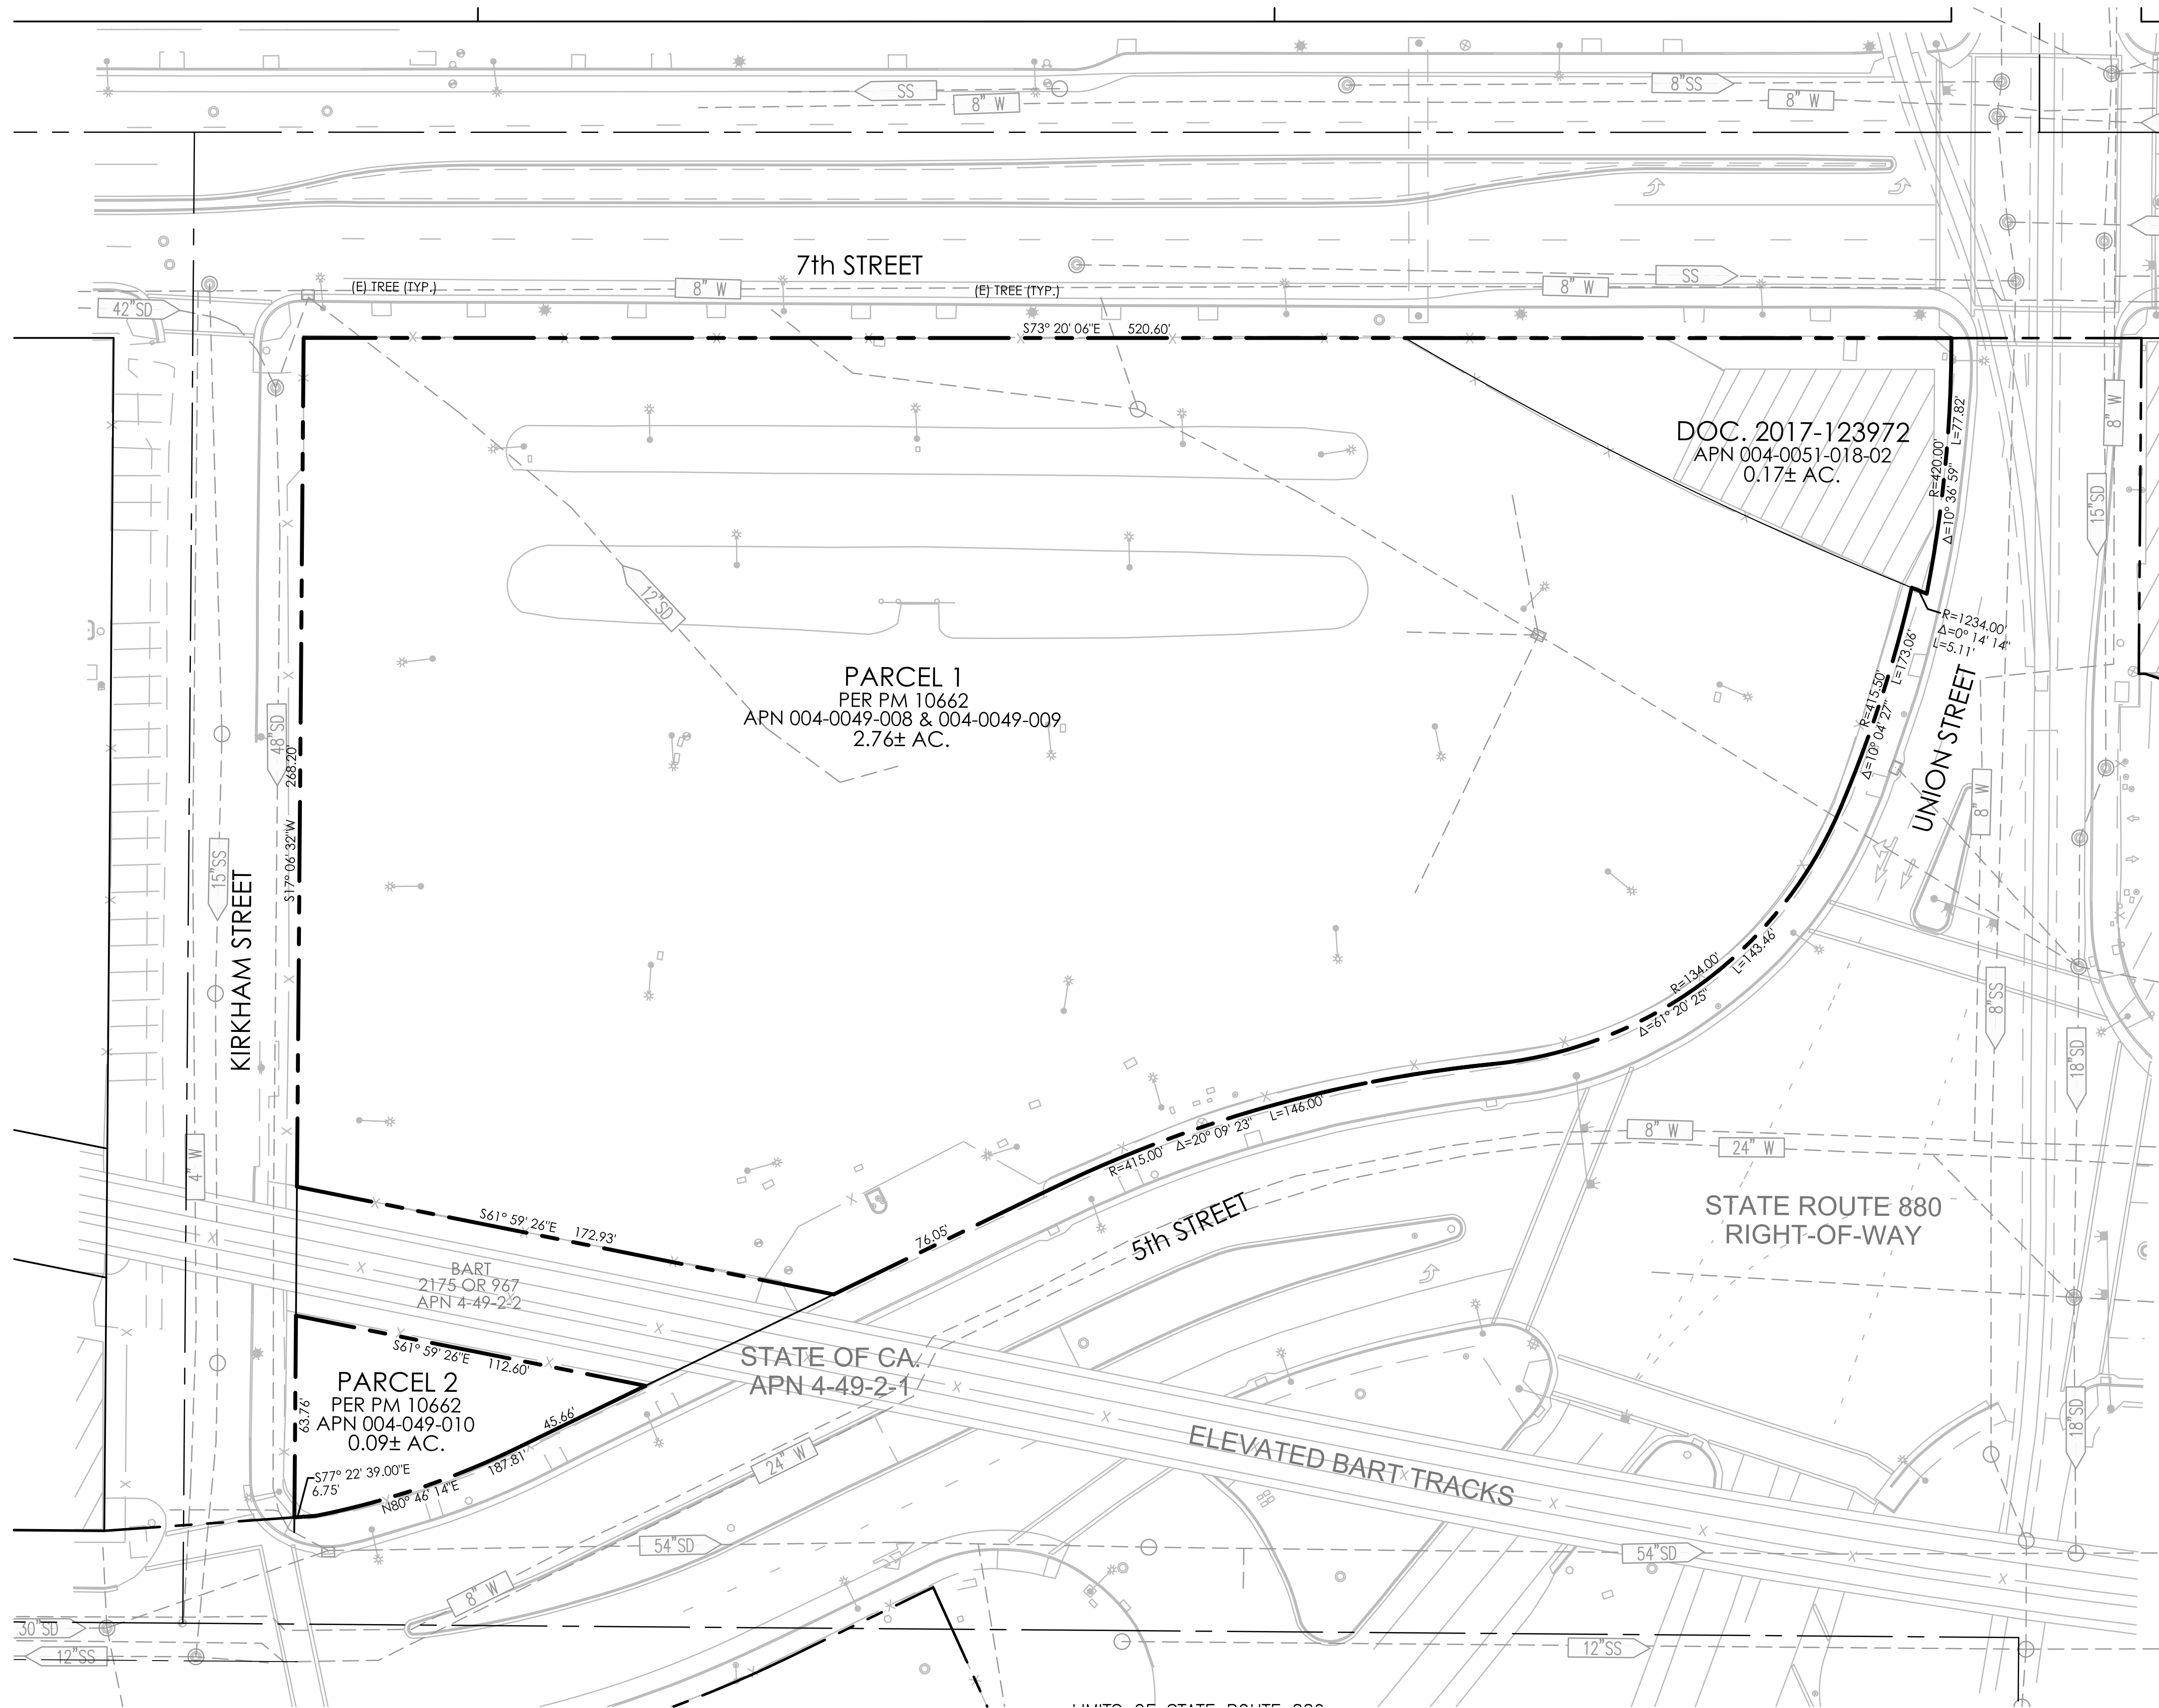 SS
8" W
8"SS
8" W
7th STREET
(E) TREE (TYP.)
8" W
(E) TREE (TYP.)
8" W
SS
42"SD
S73° 20' 06"E 520.60'
DOC. 2017-123972
APN 004-0051-018-02
0.17± AC.
R=420.00'
L=77.82'
Δ=10° 36' 59"
8" W
15"SD
12"SD
R=1234.00'
Δ=0° 14' 14"
L=5.11'
PARCEL 1
PER PM 10662
APN 004-0049-008 & 004-0049-009
2.76± AC.
48"SD
268.20'
S17° 06' 32"W
15"SS
KIRKHAM STREET
4" W
R=415.50'
L=173.06'
Δ=10° 04' 27"
UNION STREET
8" W
8"SS
18"SD
R=134.00'
L=143.46'
Δ=61° 20' 25"
R=415.00'
Δ=20° 09' 23"
L=146.00'
8" W
24" W
5th STREET
STATE ROUTE 880
RIGHT-OF-WAY
76.05'
S61° 59' 26"E 172.93'
BART
2175 OR 967
APN 4-49-2-2
S61° 59' 26"E 112.60'
PARCEL 2
PER PM 10662
APN 004-049-010
0.09± AC.
63.76'
45.66'
187.81'
S77° 22' 39.00"E
6.75'
N80° 46' 14"E
STATE OF CA.
APN 4-49-2-1
ELEVATED BART TRACKS
24" W
18"SD
54"SD
54"SD
8" W
30"SD
12"SS
12"SS
LIMITS OF STATE ROUTE 880